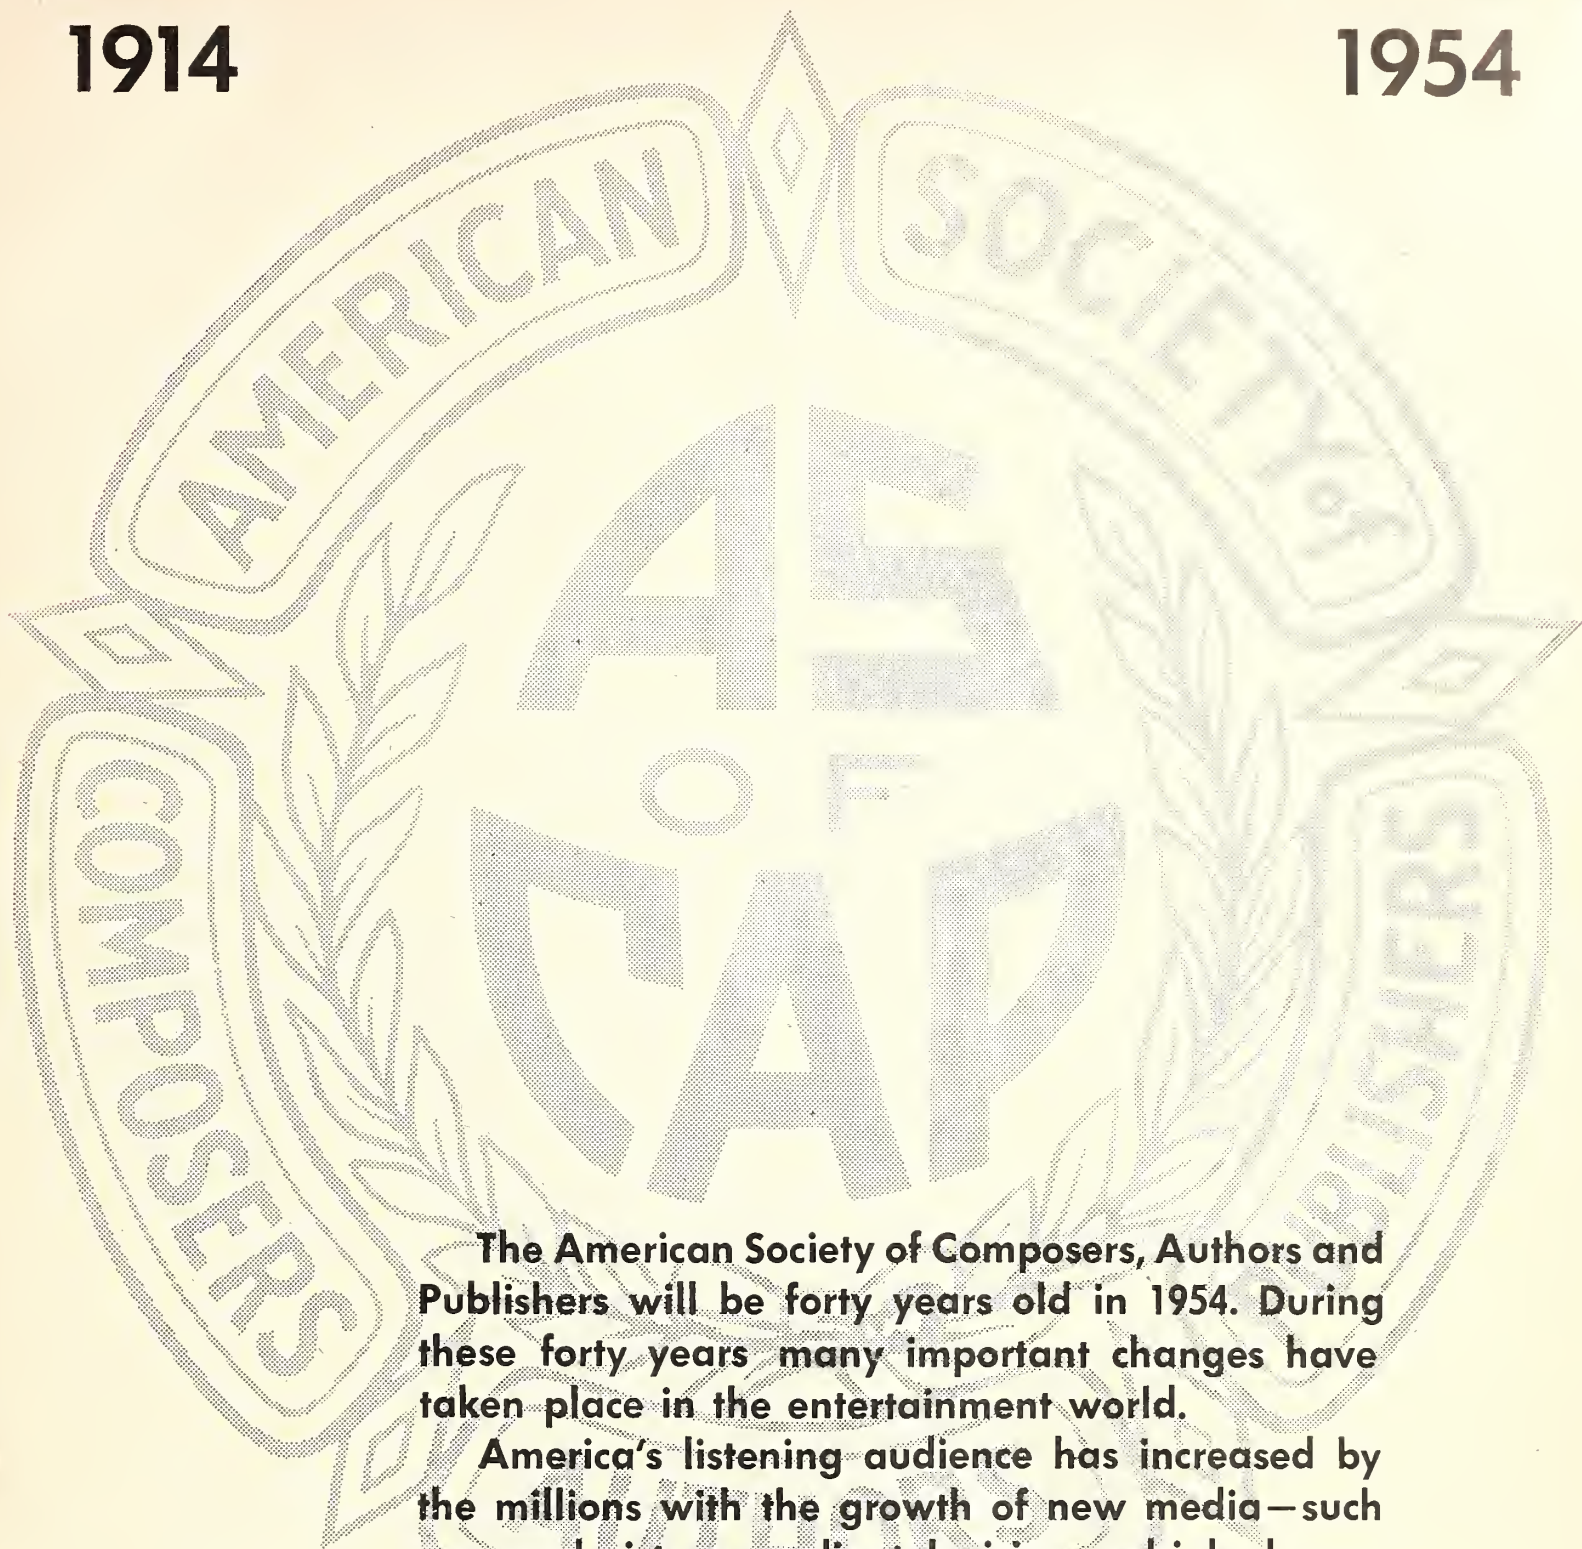 1914
1954
AMERICAN
SOCIETY of
COMPOSERS
PUBLISHERS
AS
OF
CAP
The American Society of Composers, Authors and
Publishers will be forty years old in 1954. During
these forty years many important changes have
taken place in the entertainment world.
America's listening audience has increased by
the millions with the growth of new media—such
AUTHORS